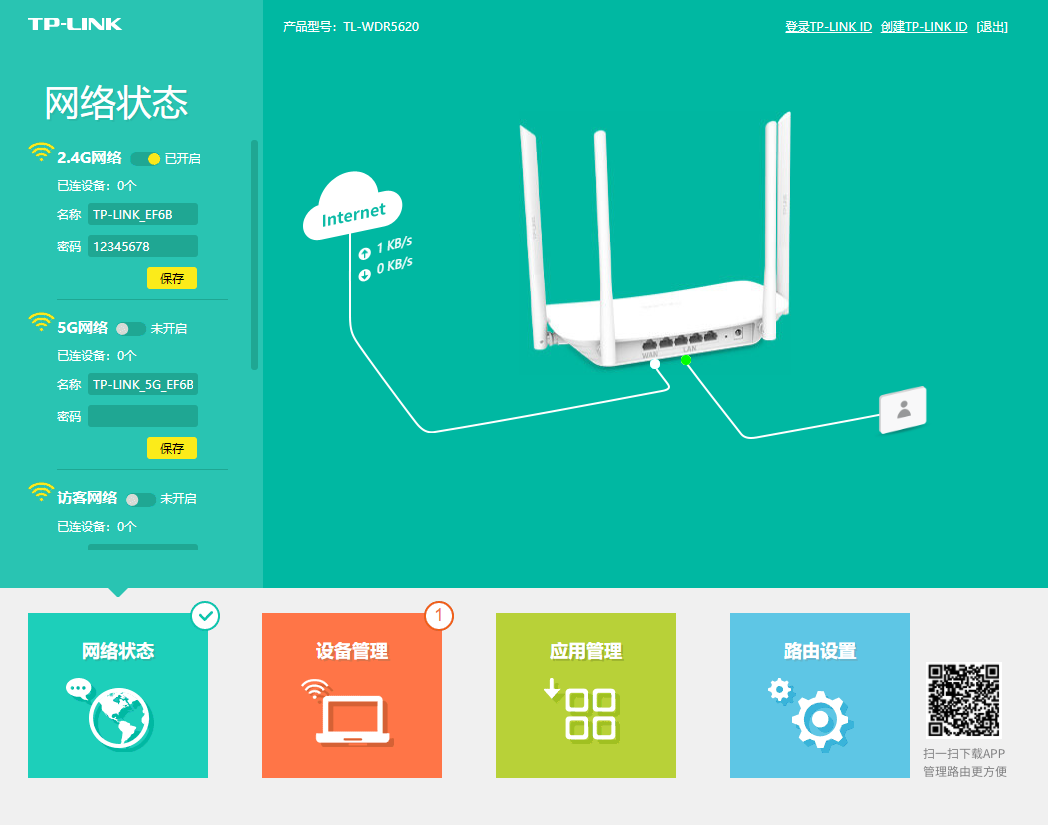 TP-LINK
产品型号：TL-WDR5620
登录TP-LINK ID 创建TP-LINK ID [退出]
网络状态
2.4G网络 已开启
已连设备：0个
名称 TP-LINK_EF6B
密码 12345678
保存
5G网络 未开启
已连设备：0个
名称 TP-LINK_5G_EF6B
密码
保存
访客网络 未开启
已连设备：0个
Internet
1 KB/s
0 KB/s
WAN LAN
网络状态
设备管理
1
应用管理
路由设置
扫一扫下载APP
管理路由更方便